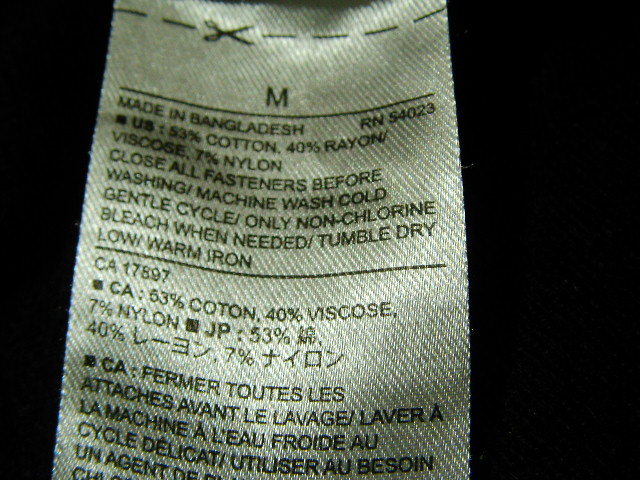 M
MADE IN BANGLADESH RN 54023
■ US : 53% COTTON, 40% RAYON/
VISCOSE, 7% NYLON
CLOSE ALL FASTENERS BEFORE
WASHING/ MACHINE WASH COLD
GENTLE CYCLE/ ONLY NON-CHLORINE
BLEACH WHEN NEEDED/ TUMBLE DRY
LOW/ WARM IRON
CA 17897
■ CA : 53% COTON, 40% VISCOSE,
7% NYLON ■ JP : 53% 綿,
40% レーヨン, 7% ナイロン
■ CA : FERMER TOUTES LES
ATTACHES AVANT LE LAVAGE/ LAVER À
LA MACHINE À L'EAU FROIDE AU
CYCLE DÉLICAT/ UTILISER AU BESOIN
UN AGENT DE